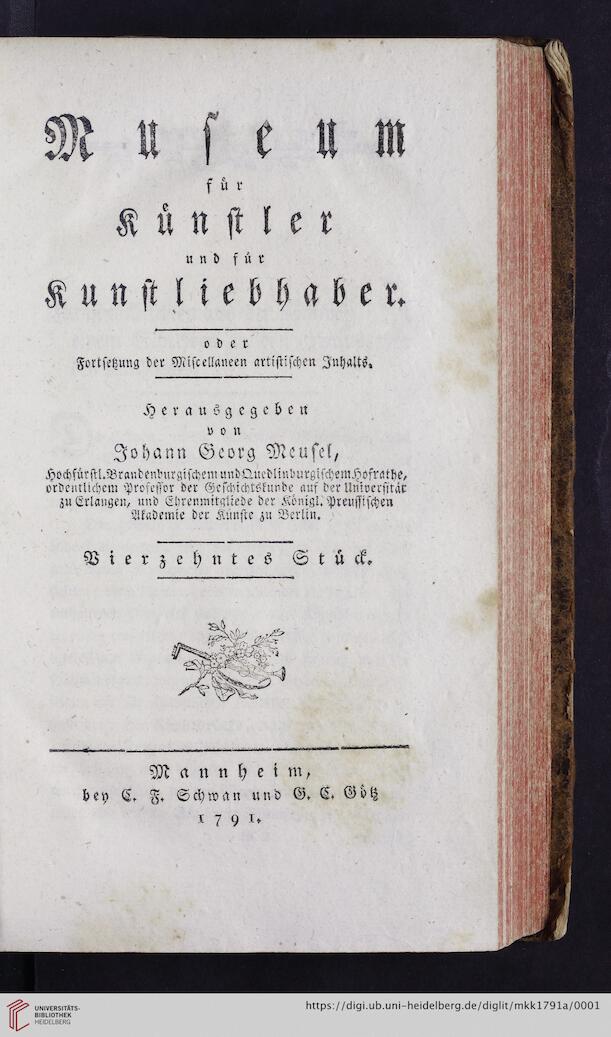 Museum
für
Künstler
und für
Kunstliebhaber.
oder
Fortsetzung der Miscellaneen artistischen Inhalts.
Herausgegeben
von
Johann Georg Meusel,
Hochfürstl. Brandenburgischem und Quedlinburgischem Hofrathe,
ordentlichem Professor der Geschichtskunde auf der Universität
zu Erlangen, und Ehrenmitgliede der Königl. Preussischen
Akademie der Künste zu Berlin.
Vierzehntes Stück.
Mannheim,
bey C. F. Schwan und G. C. Götz
1791.
UNIVERSITÄTS-
BIBLIOTHEK
HEIDELBERG
https://digi.ub.uni-heidelberg.de/diglit/mkk1791a/0001